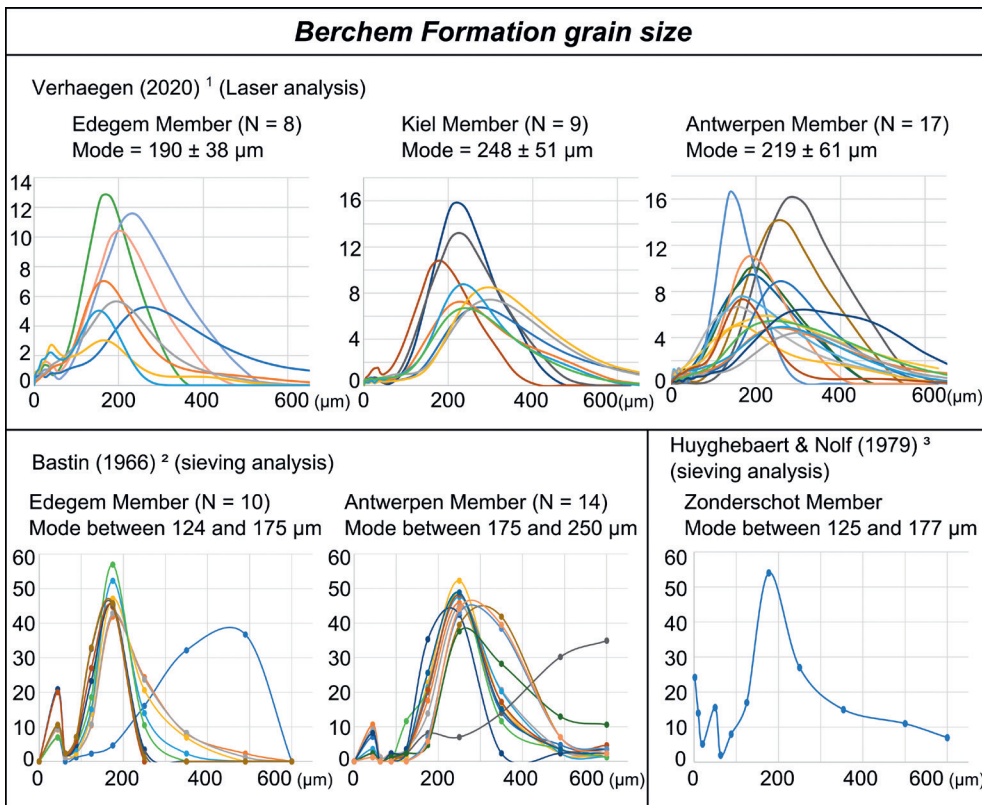 Berchem Formation grain size
Verhaegen (2020) ¹ (Laser analysis)
Edegem Member (N = 8)
Mode = 190 ± 38 μm
14
12
10
8
6
4
2
0
0
200
400
600 (μm)
Kiel Member (N = 9)
Mode = 248 ± 51 μm
16
12
8
4
0
0
200
400
600 (μm)
Antwerpen Member (N = 17)
Mode = 219 ± 61 μm
16
12
8
4
0
0
200
400
600 (μm)
Bastin (1966) ² (sieving analysis)
Edegem Member (N = 10)
Mode between 124 and 175 μm
60
50
40
30
20
10
0
0
200
400
600 (μm)
Antwerpen Member (N = 14)
Mode between 175 and 250 μm
60
50
40
30
20
10
0
0
200
400
600 (μm)
Huyghebaert & Nolf (1979) ³
(sieving analysis)
Zonderschot Member
Mode between 125 and 177 μm
60
50
40
30
20
10
0
0
200
400
600 (μm)